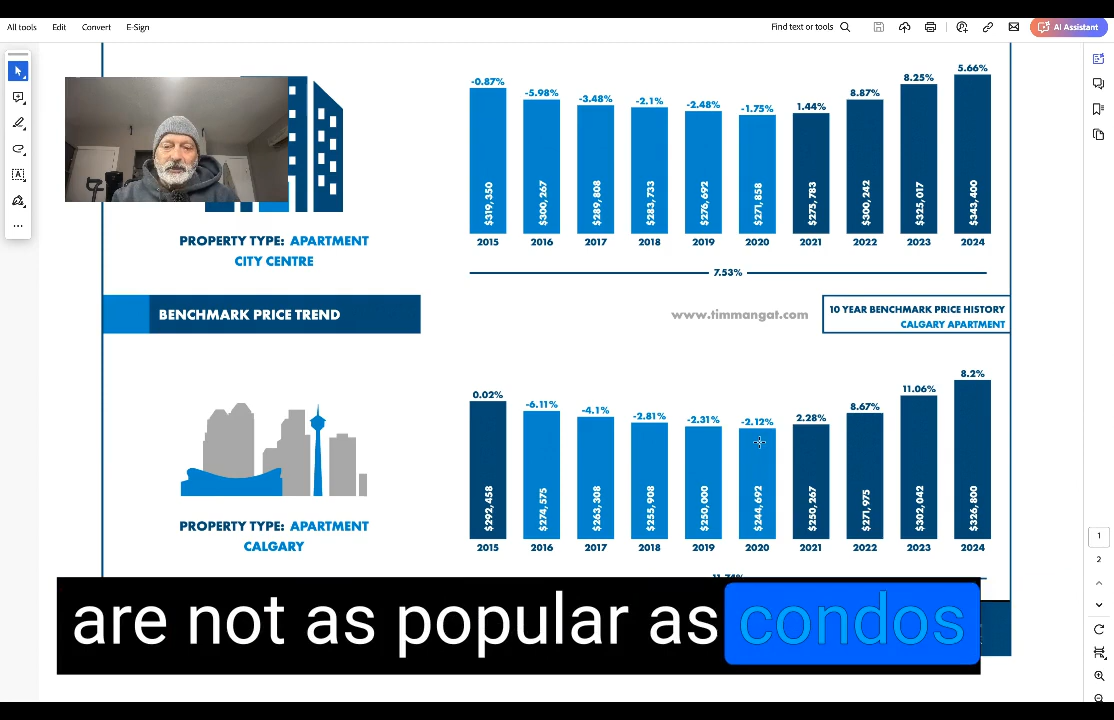 All tools Edit Convert E-Sign Find text or tools AI Assistant
-0.87% -5.98% -3.48% -2.1% -2.48% -1.75% 1.44% 8.87% 8.25% 5.66%
$319,350 $300,267 $289,808 $283,733 $276,692 $271,858 $275,783 $300,242 $325,017 $343,400
2015 2016 2017 2018 2019 2020 2021 2022 2023 2024
PROPERTY TYPE: APARTMENT
CITY CENTRE
7.53%
BENCHMARK PRICE TREND
www.timmangat.com
10 YEAR BENCHMARK PRICE HISTORY
CALGARY APARTMENT
0.02% -6.11% -4.1% -2.81% -2.31% -2.12% 2.28% 8.67% 11.06% 8.2%
$292,458 $274,575 $263,308 $255,908 $250,000 $244,692 $250,267 $271,975 $302,042 $326,800
2015 2016 2017 2018 2019 2020 2021 2022 2023 2024
PROPERTY TYPE: APARTMENT
CALGARY
1
2
are not as popular as condos